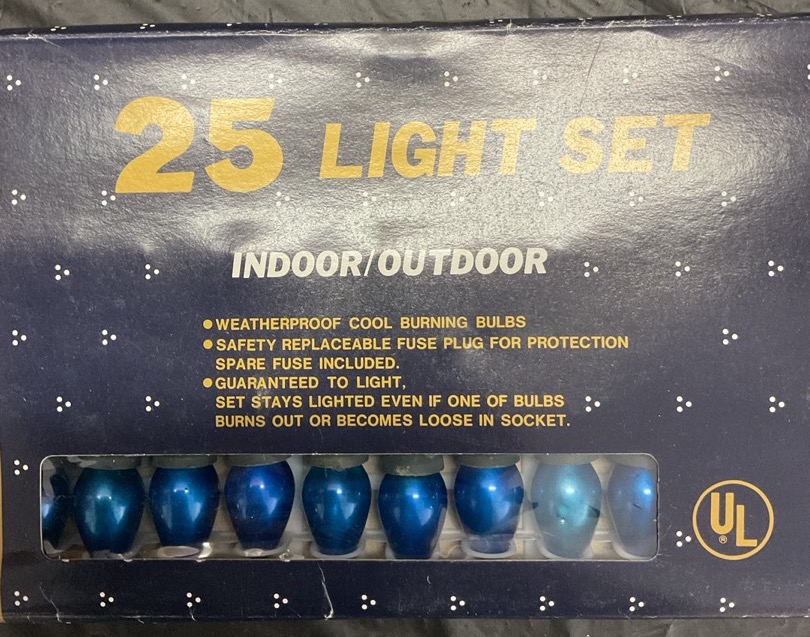 25 LIGHT SET
INDOOR/OUTDOOR
●WEATHERPROOF COOL BURNING BULBS
●SAFETY REPLACEABLE FUSE PLUG FOR PROTECTION
SPARE FUSE INCLUDED.
●GUARANTEED TO LIGHT,
SET STAYS LIGHTED EVEN IF ONE OF BULBS
BURNS OUT OR BECOMES LOOSE IN SOCKET.
UL®